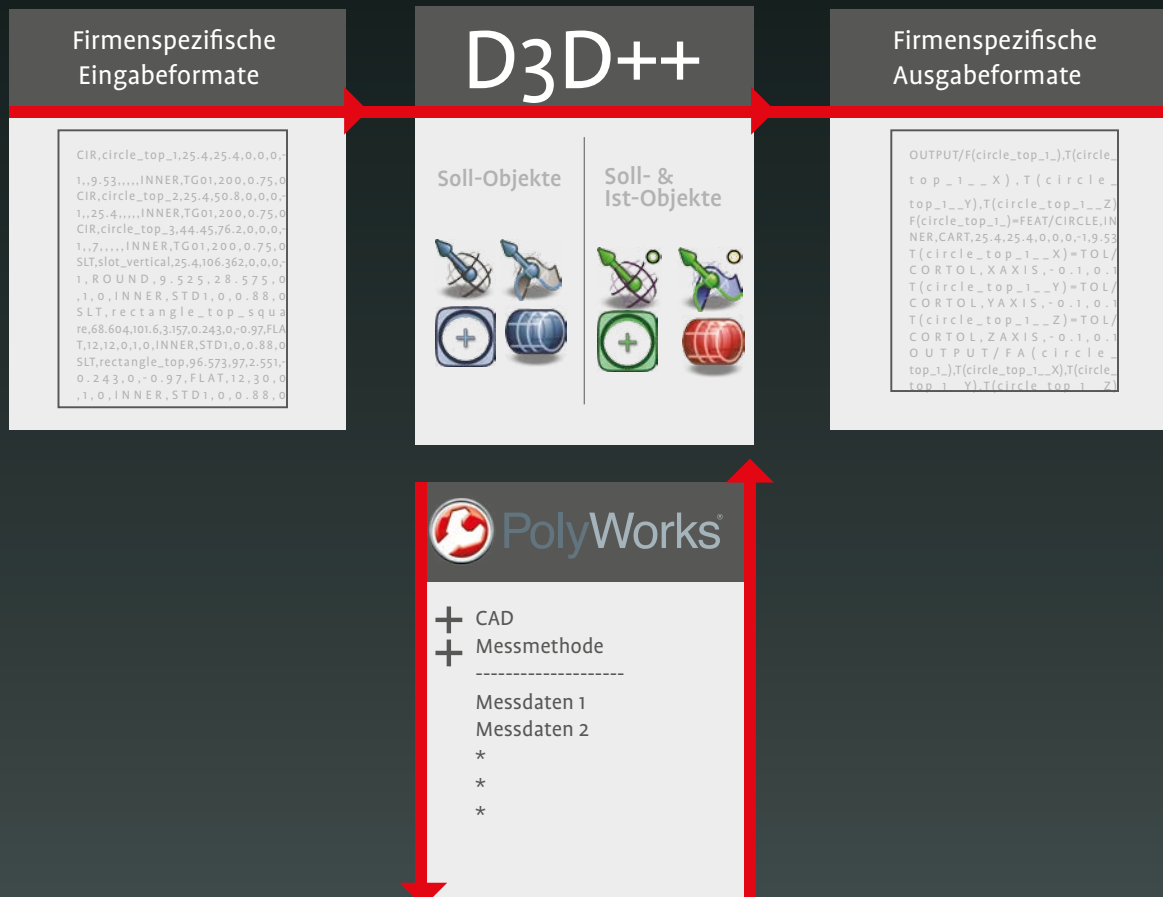 Firmenspezifische
Eingabeformate
CIR,circle_top_1,25.4,25.4,0,0,0,-
1,,9.53,,,,,INNER,TG01,200,0.75,0
CIR,circle_top_2,25.4,50.8,0,0,0,-
1,,25.4,,,,,INNER,TG01,200,0.75,0
CIR,circle_top_3,44.45,76.2,0,0,0,-
1,,7,,,,,INNER,TG01,200,0.75,0
SLT,slot_vertical,25.4,106.362,0,0,0,-
1,ROUND,9.525,28.575,0
,1,0,INNER,STD1,0,0.88,0
SLT,rectangle_top_squa
re,68.604,101.6,3.157,0.243,0,-0.97,FLA
T,12,12,0,1,0,INNER,STD1,0,0.88,0
SLT,rectangle_top,96.573,97,2.551,-
0.243,0,-0.97,FLAT,12,30,0
,1,0,INNER,STD1,0,0.88,0
D3D++
Soll-Objekte
Soll- &
Ist-Objekte
Firmenspezifische
Ausgabeformate
OUTPUT/F(circle_top_1_),T(circle_
top_1__X),T(circle_
top_1__Y),T(circle_top_1__Z)
F(circle_top_1_)=FEAT/CIRCLE,IN
NER,CART,25.4,25.4,0,0,0,-1,9.53
T(circle_top_1__X)=TOL/
CORTOL,XAXIS,-0.1,0.1
T(circle_top_1__Y)=TOL/
CORTOL,YAXIS,-0.1,0.1
T(circle_top_1__Z)=TOL/
CORTOL,ZAXIS,-0.1,0.1
OUTPUT/FA(circle_
top_1_),T(circle_top_1__X),T(circle_
top_1__Y),T(circle_top_1__Z)
PolyWorks®
+ CAD
+ Messmethode
--------------------
Messdaten 1
Messdaten 2
*
*
*